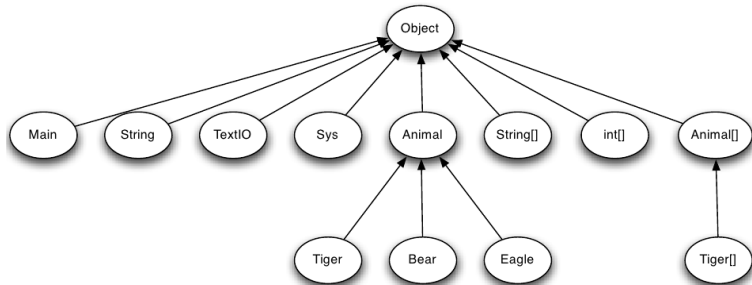 Object
Main
String
TextIO
Sys
Animal
String[]
int[]
Animal[]
Tiger
Bear
Eagle
Tiger[]